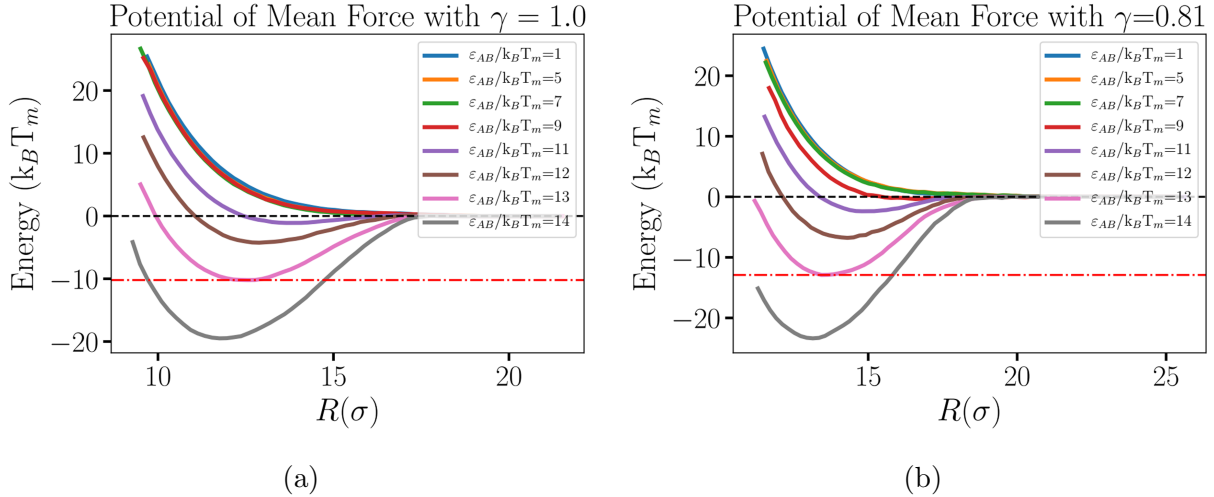 Potential of Mean Force with γ = 1.0
Energy (k_BT_m)
20
10
0
−10
−20
ε_AB/k_BT_m=1
ε_AB/k_BT_m=5
ε_AB/k_BT_m=7
ε_AB/k_BT_m=9
ε_AB/k_BT_m=11
ε_AB/k_BT_m=12
ε_AB/k_BT_m=13
ε_AB/k_BT_m=14
10
15
20
R(σ)
(a)
Potential of Mean Force with γ=0.81
Energy (k_BT_m)
20
10
0
−10
−20
ε_AB/k_BT_m=1
ε_AB/k_BT_m=5
ε_AB/k_BT_m=7
ε_AB/k_BT_m=9
ε_AB/k_BT_m=11
ε_AB/k_BT_m=12
ε_AB/k_BT_m=13
ε_AB/k_BT_m=14
15
20
25
R(σ)
(b)